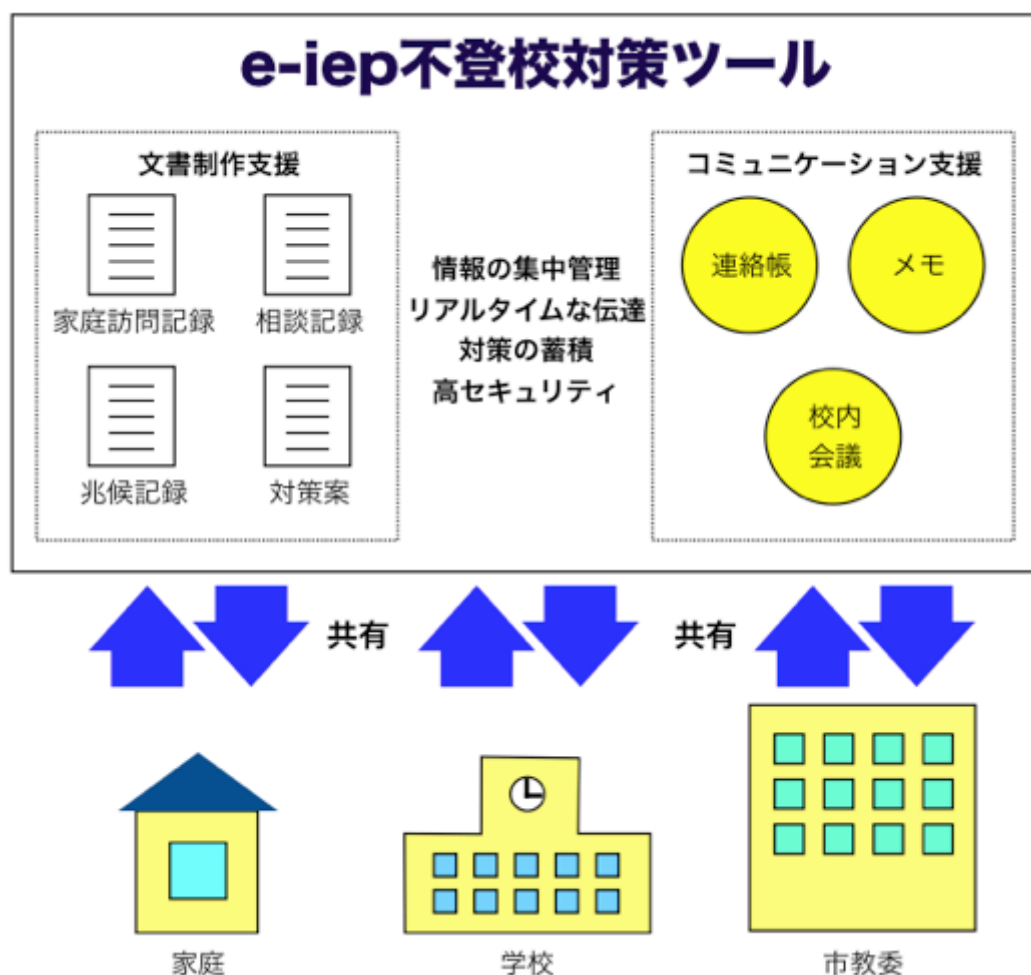 e-iep不登校対策ツール
文書制作支援
家庭訪問記録
相談記録
兆候記録
対策案
情報の集中管理
リアルタイムな伝達
対策の蓄積
高セキュリティ
コミュニケーション支援
連絡帳
メモ
校内
会議
共有
共有
家庭
学校
市教委